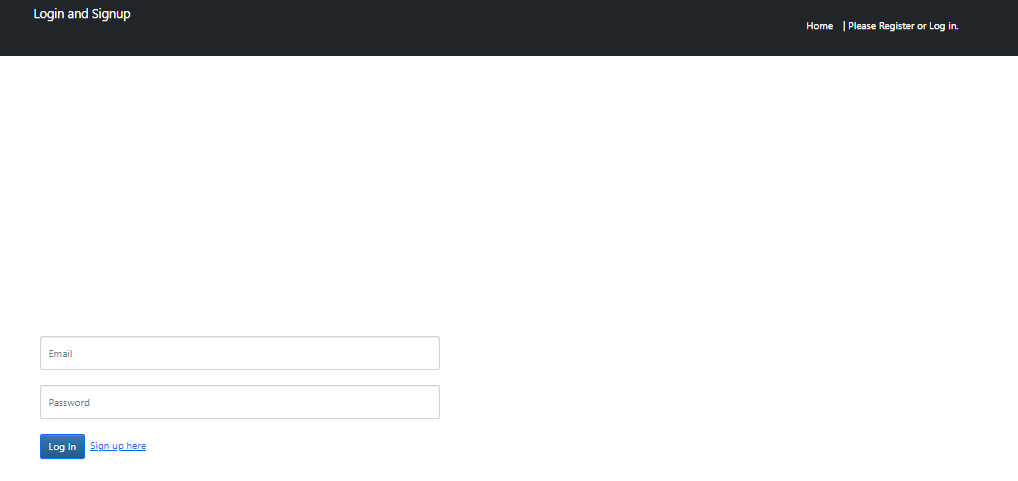 Login and Signup
Home | Please Register or Log in.
Email
Password
Log In Sign up here